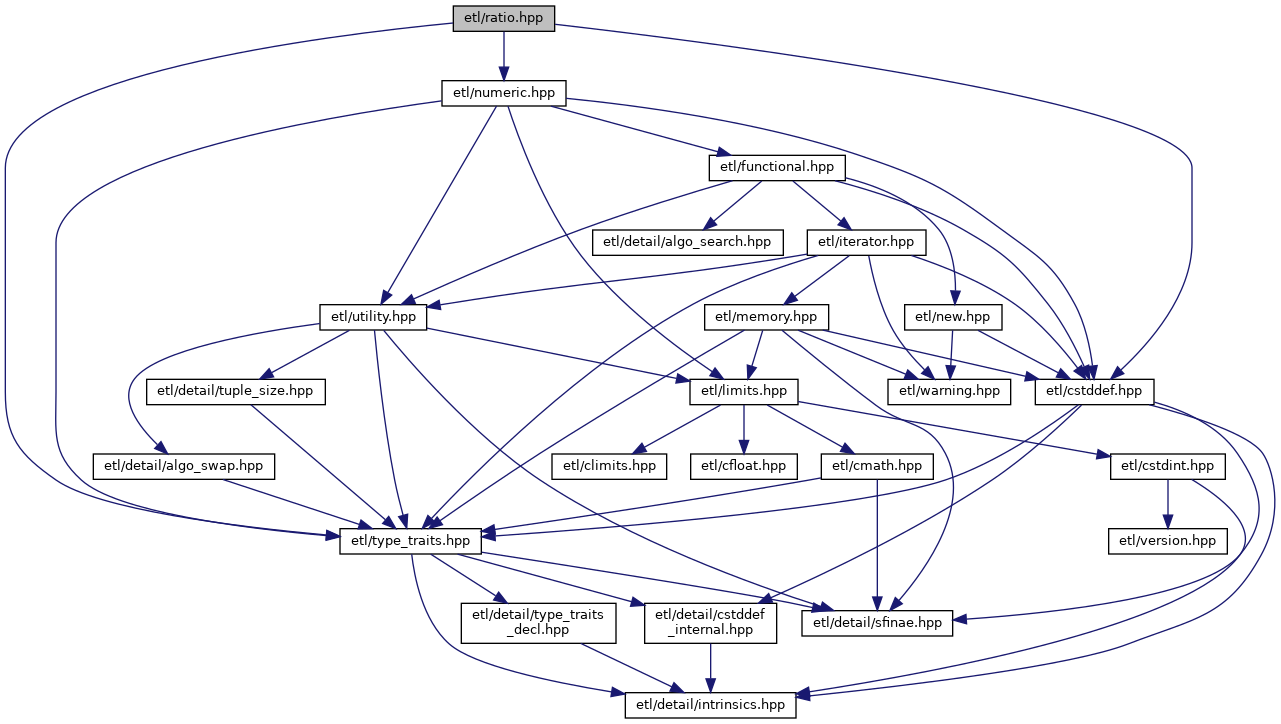 etl/ratio.hpp
etl/numeric.hpp
etl/functional.hpp
etl/detail/algo_search.hpp
etl/iterator.hpp
etl/utility.hpp
etl/memory.hpp
etl/new.hpp
etl/detail/tuple_size.hpp
etl/limits.hpp
etl/warning.hpp
etl/cstddef.hpp
etl/detail/algo_swap.hpp
etl/climits.hpp
etl/cfloat.hpp
etl/cmath.hpp
etl/cstdint.hpp
etl/type_traits.hpp
etl/version.hpp
etl/detail/type_traits
_decl.hpp
etl/detail/cstddef
_internal.hpp
etl/detail/sfinae.hpp
etl/detail/intrinsics.hpp